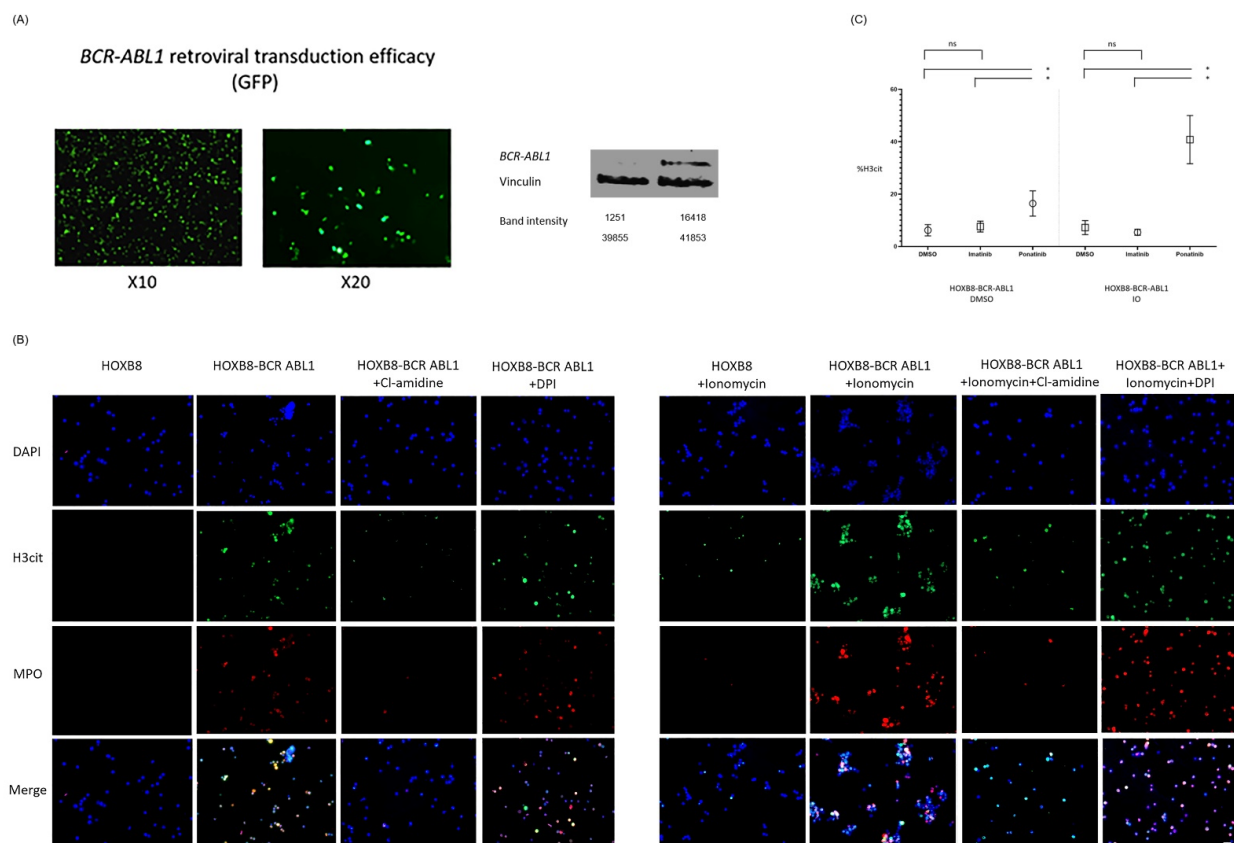 (A)
BCR-ABL1 retroviral transduction efficacy
(GFP)
X10
X20
BCR-ABL1
Vinculin
Band intensity
1251
16418
39855
41853
(C)
ns
ns
*
*
*
*
60
40
%H3cit
20
0
DMSO
Imatinib
Ponatinib
DMSO
Imatinib
Ponatinib
HOXB8-BCR-ABL1
DMSO
HOXB8-BCR-ABL1
IO
(B)
HOXB8
HOXB8-BCR ABL1
HOXB8-BCR ABL1
+Cl-amidine
HOXB8-BCR ABL1
+DPI
HOXB8
+Ionomycin
HOXB8-BCR ABL1
+Ionomycin
HOXB8-BCR ABL1
+Ionomycin+Cl-amidine
HOXB8-BCR ABL1+
Ionomycin+DPI
DAPI
H3cit
MPO
Merge